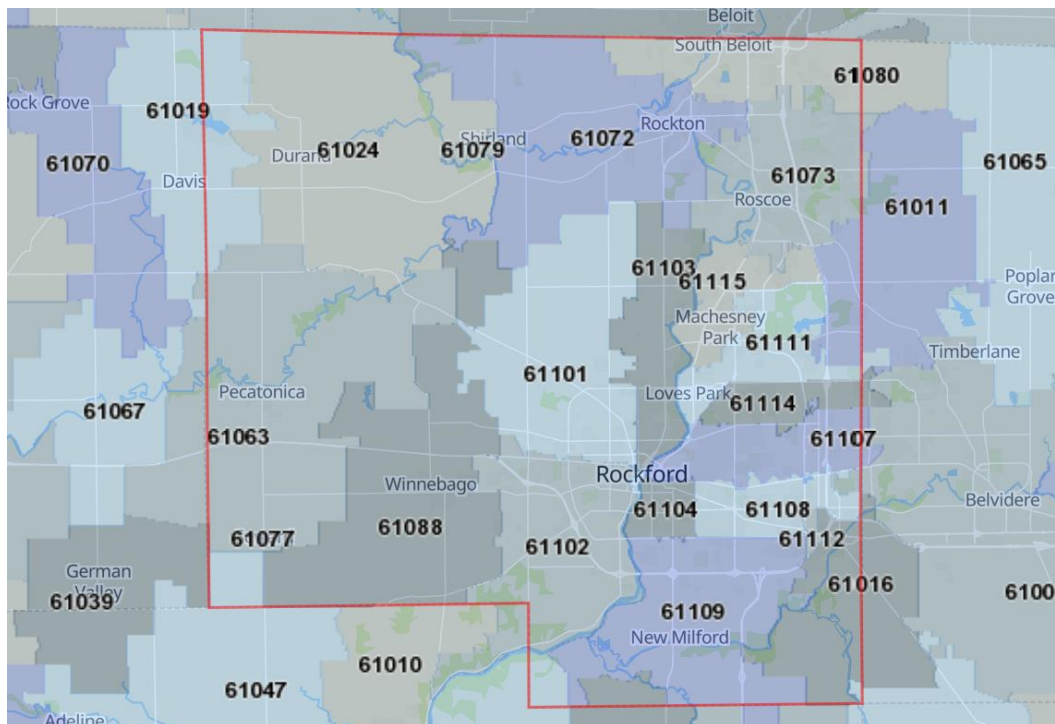 Beloit
South Beloit
61080
Rock Grove
61019
61024
Durand
61079
Shirland
61072
Rockton
61070
Davis
61073
61065
Roscoe
61011
61103
61115
Poplar
Grove
Machesney
Park
61111
Timberlane
61101
Pecatonica
Loves Park
61114
61067
61063
61107
Rockford
Winnebago
61104
61108
Belvidere
61088
61077
61102
61112
German
Valley
61039
61016
6100
61109
New Milford
61010
61047
Adeline